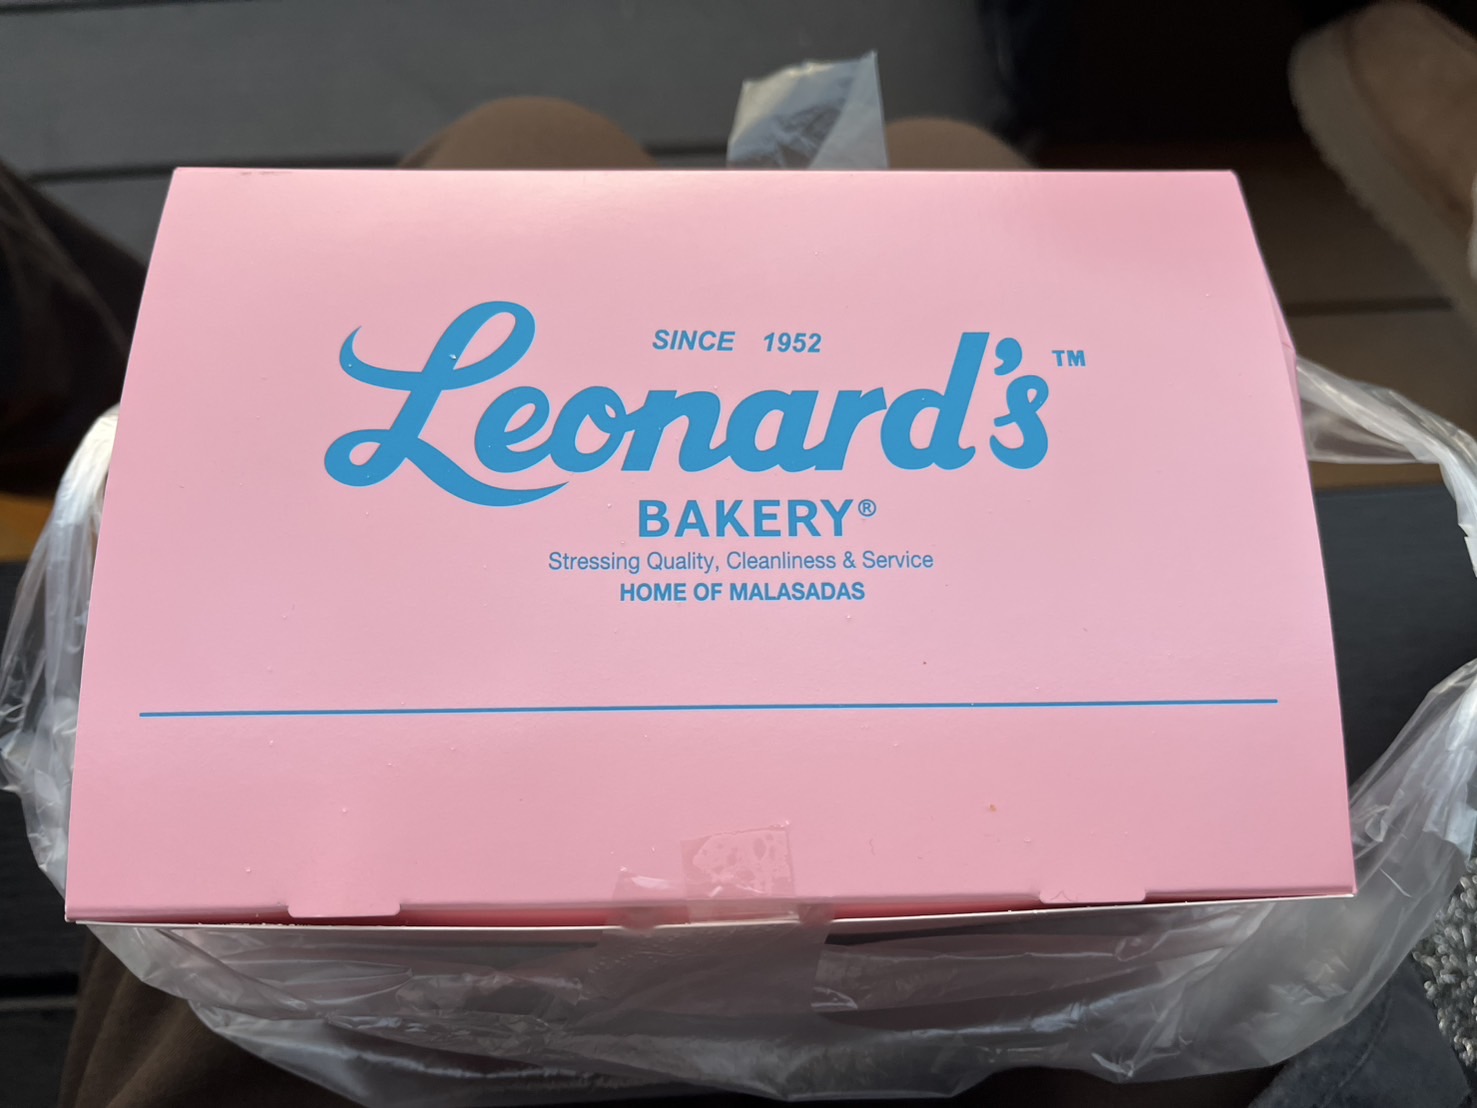 SINCE 1952
Leonard's™
BAKERY®
Stressing Quality, Cleanliness & Service
HOME OF MALASADAS